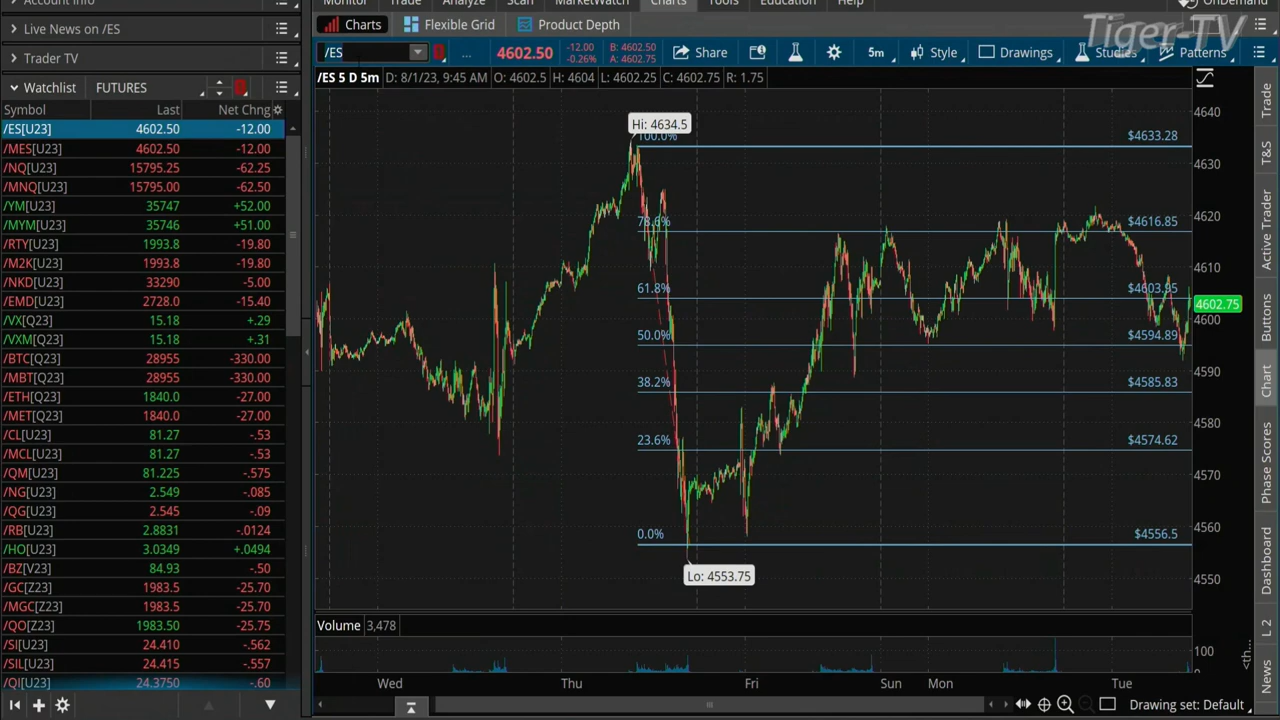 Account Info
Monitor Trade Analyze Scan MarketWatch Charts Tools Education Help
OnDemand
Tiger-TV
Live News on /ES
Trader TV
Watchlist FUTURES
Charts Flexible Grid Product Depth
/ES ... 4602.50 -12.00 -0.26% B: 4602.50 A: 4602.75 Share 5m Style Drawings Studies Patterns
/ES 5 D 5m D: 8/1/23, 9:45 AM O: 4602.5 H: 4604 L: 4602.25 C: 4602.75 R: 1.75
Symbol Last Net Chng
/ES[U23] 4602.50 -12.00
/MES[U23] 4602.50 -12.00
/NQ[U23] 15795.25 -62.25
/MNQ[U23] 15795.00 -62.50
/YM[U23] 35747 +52.00
/MYM[U23] 35746 +51.00
/RTY[U23] 1993.8 -19.80
/M2K[U23] 1993.8 -19.80
/NKD[U23] 33290 -5.00
/EMD[U23] 2728.0 -15.40
/VX[Q23] 15.18 +.29
/VXM[Q23] 15.18 +.31
/BTC[Q23] 28955 -330.00
/MBT[Q23] 28955 -330.00
/ETH[Q23] 1840.0 -27.00
/MET[Q23] 1840.0 -27.00
/CL[U23] 81.27 -.53
/MCL[U23] 81.27 -.53
/QM[U23] 81.225 -.575
/NG[U23] 2.549 -.085
/QG[U23] 2.545 -.09
/RB[U23] 2.8831 -.0124
/HO[U23] 3.0349 +.0494
/BZ[V23] 84.93 -.50
/GC[Z23] 1983.5 -25.70
/MGC[Z23] 1983.5 -25.70
/QO[Z23] 1983.50 -25.75
/SI[U23] 24.410 -.562
/SIL[U23] 24.415 -.557
/QI[U23] 24.3750 -.60
Hi: 4634.5
100.0% $4633.28
78.6% $4616.85
61.8% $4603.95
50.0% $4594.89
38.2% $4585.83
23.6% $4574.62
0.0% $4556.5
Lo: 4553.75
4640
4630
4620
4610
4602.75
4600
4590
4580
4570
4560
4550
Volume 3,478
100
0
<th...
Wed Thu Fri Sun Mon Tue
Drawing set: Default
Trade
T&S
Active Trader
Buttons
Chart
Phase Scores
Dashboard
L 2
News